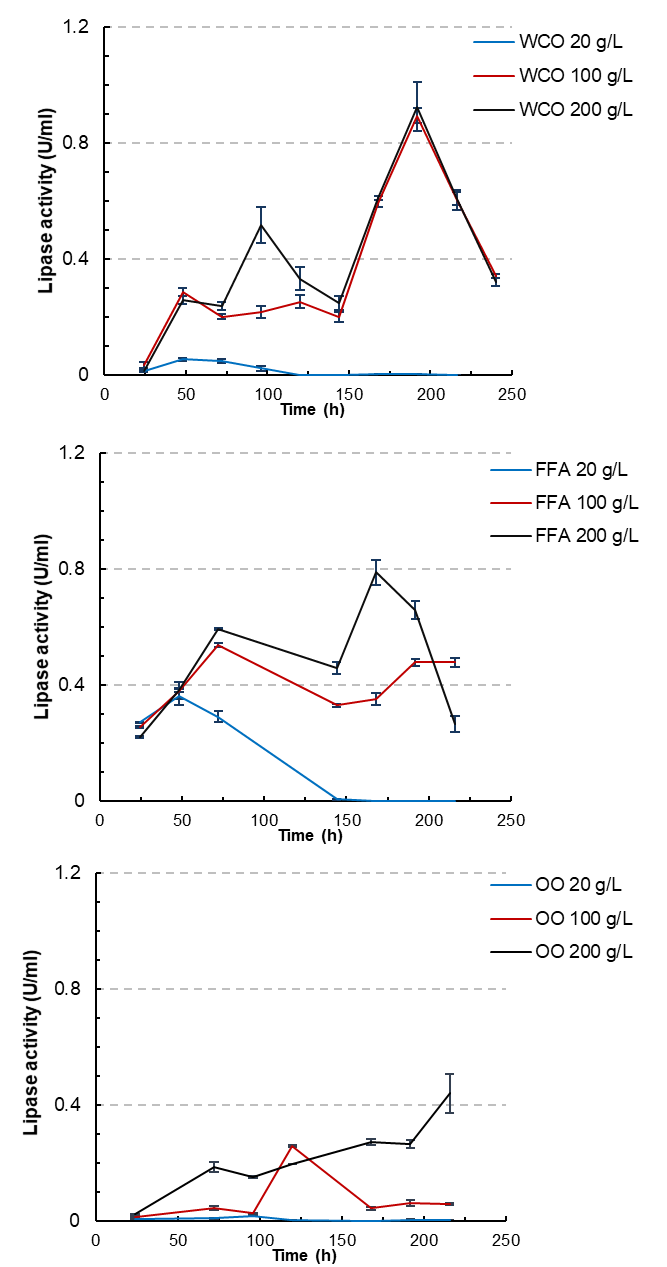 1.2
WCO 20 g/L
WCO 100 g/L
WCO 200 g/L
0.8
0.4
0
Lipase activity (U/ml)
0 50 100 150 200 250
Time (h)
1.2
FFA 20 g/L
FFA 100 g/L
FFA 200 g/L
0.8
0.4
0
Lipase activity (U/ml)
0 50 100 150 200 250
Time (h)
1.2
OO 20 g/L
OO 100 g/L
OO 200 g/L
0.8
0.4
0
Lipase activity (U/ml)
0 50 100 150 200 250
Time (h)